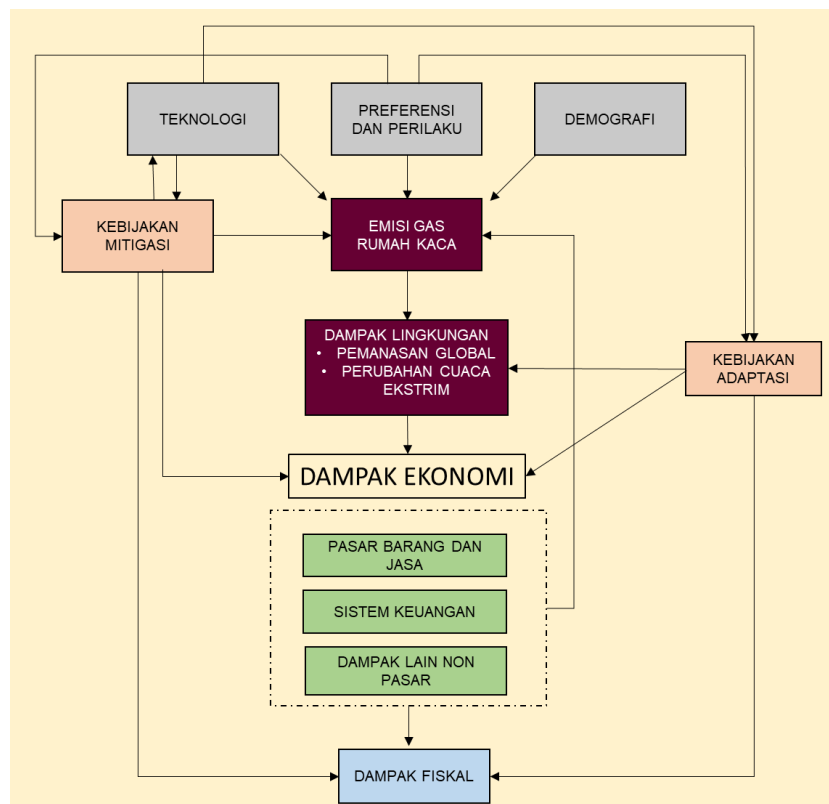 TEKNOLOGI
PREFERENSI
DAN PERILAKU
DEMOGRAFI
KEBIJAKAN
MITIGASI
EMISI GAS
RUMAH KACA
DAMPAK LINGKUNGAN
• PEMANASAN GLOBAL
• PERUBAHAN CUACA
EKSTRIM
KEBIJAKAN
ADAPTASI
DAMPAK EKONOMI
PASAR BARANG DAN
JASA
SISTEM KEUANGAN
DAMPAK LAIN NON
PASAR
DAMPAK FISKAL